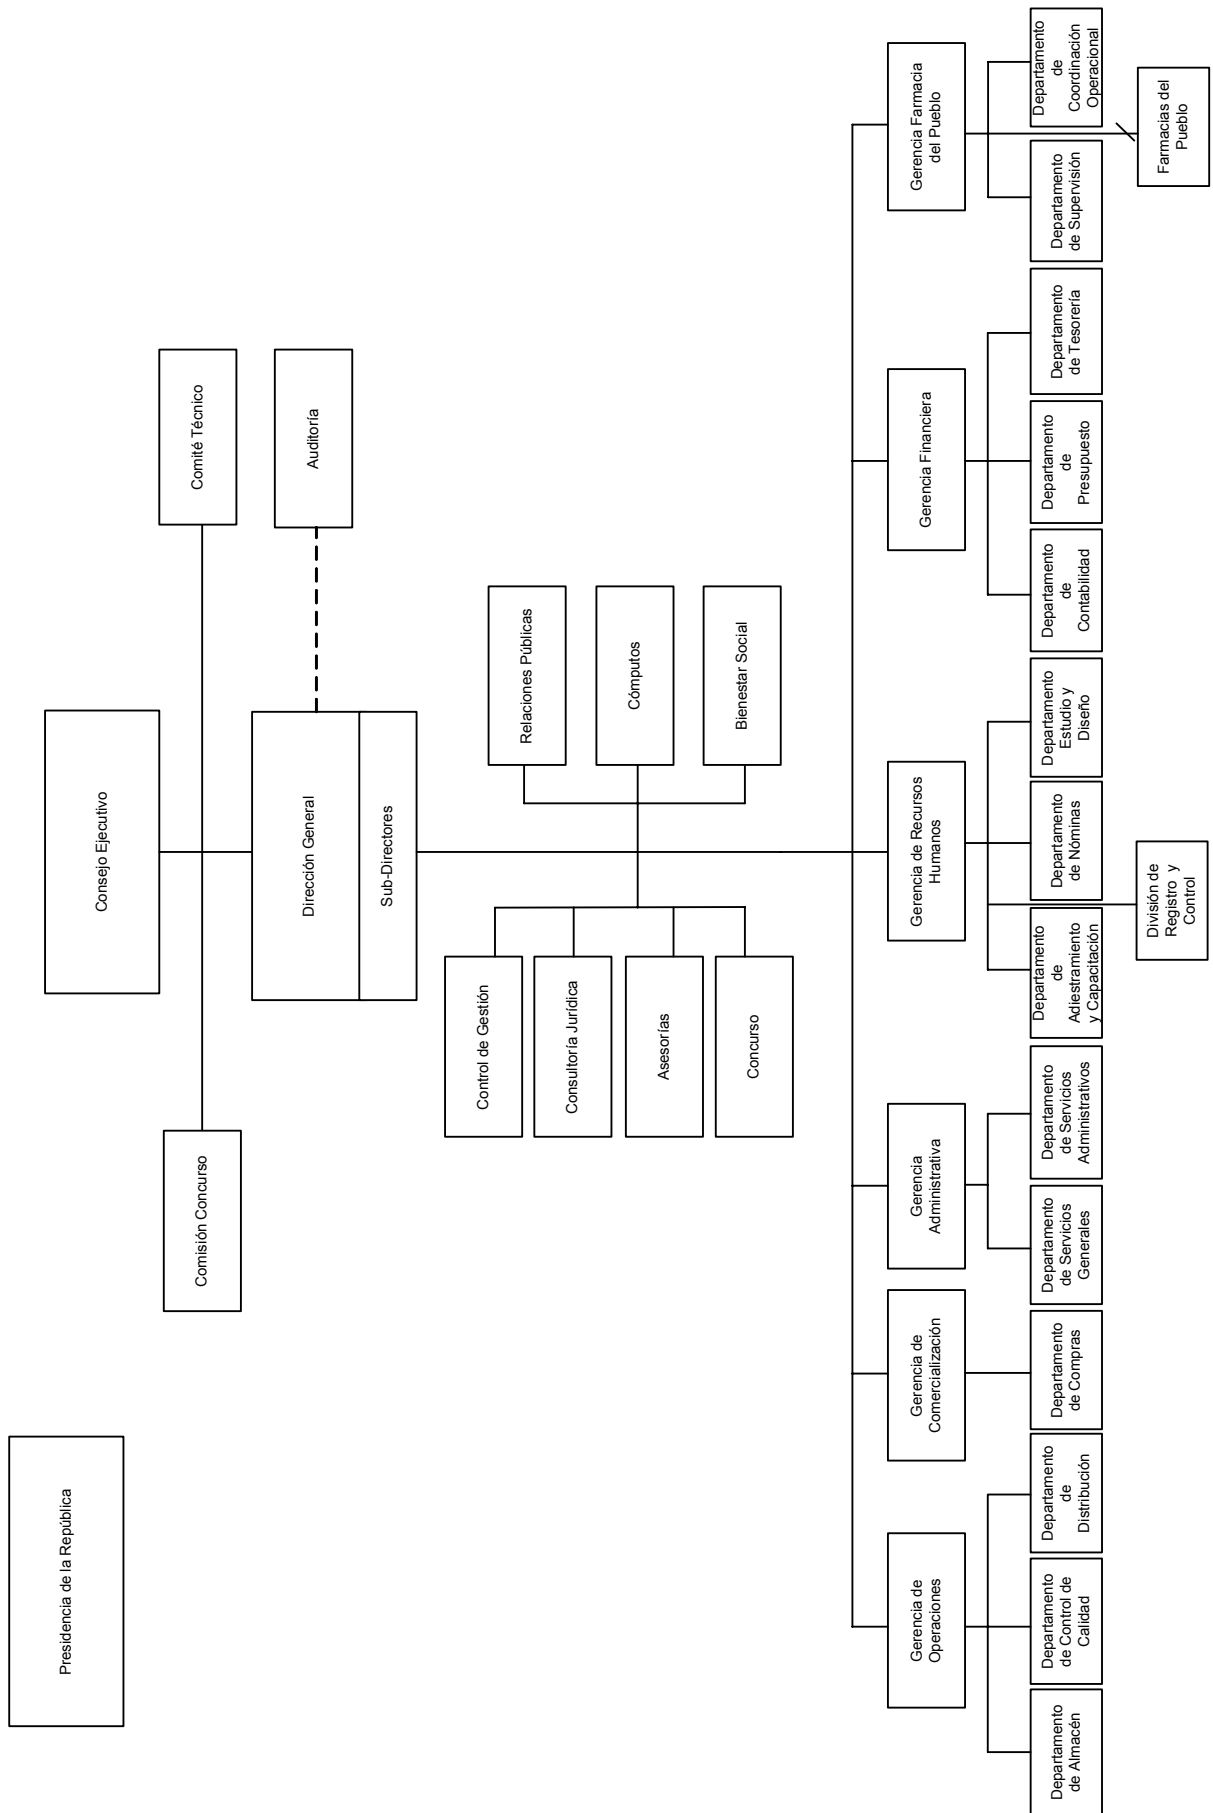 Presidencia de la República
Consejo Ejecutivo
Comisión Concurso
Comité Técnico
Dirección General
Auditoría
Sub-Directores
Control de Gestión
Relaciones Públicas
Consultoría Jurídica
Cómputos
Asesorías
Bienestar Social
Concurso
Gerencia de
Operaciones
Gerencia de
Comercialización
Gerencia
Administrativa
Gerencia de Recursos
Humanos
Gerencia Financiera
Gerencia Farmacia
del Pueblo
Departamento
de Almacén
Departamento
de Control de
Calidad
Departamento
de
Distribución
Departamento
de Compras
Departamento
de Servicios
Generales
Departamento
de Servicios
Administrativos
Departamento
de
Adiestramiento
y Capacitación
Departamento
de Nóminas
Departamento
Estudio y
Diseño
Departamento
de
Contabilidad
Departamento
de
Presupuesto
Departamento
de Tesorería
Departamento
de Supervisión
Departamento
de
Coordinación
Operacional
División de
Registro y
Control
Farmacias del
Pueblo